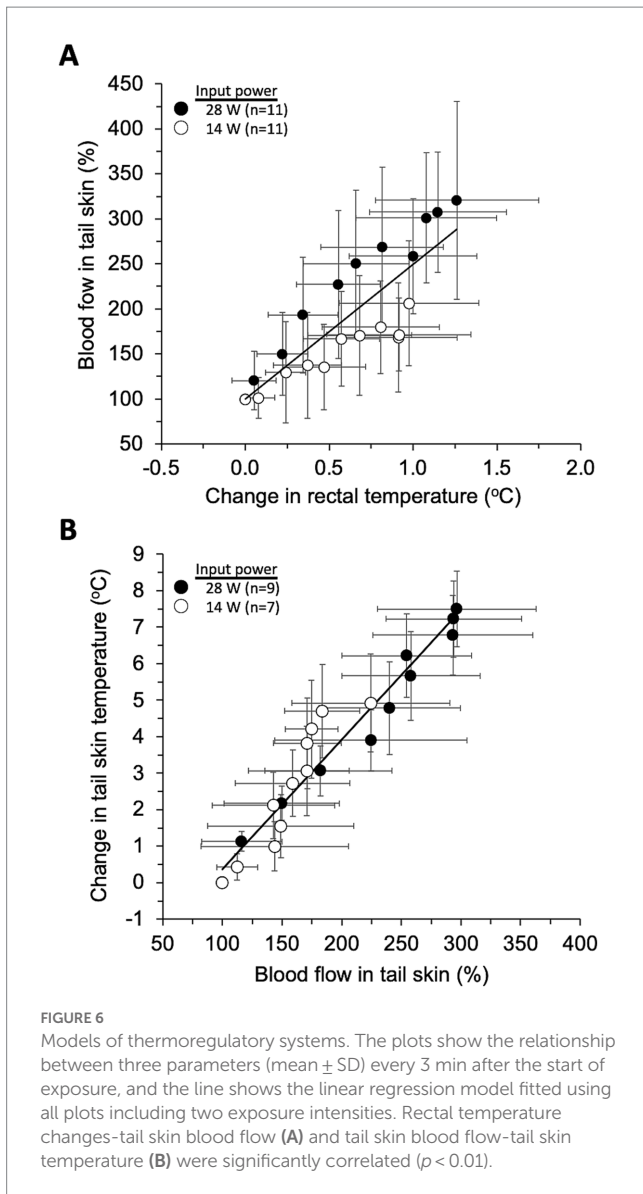 A
Input power
28 W (n=11)
14 W (n=11)
450
400
350
300
250
200
150
100
50
Blood fow in tail skin (%)
-0.5
0.0
0.5
1.0
1.5
2.0
Change in rectal temperature (°C)
B
Input power
28 W (n=9)
14 W (n=7)
9
8
7
6
5
4
3
2
1
0
-1
Change in tail skin temperature (°C)
50
100
150
200
250
300
350
400
Blood flow in tail skin (%)
FIGURE 6
Models of thermoregulatory systems. The plots show the relationship
between three parameters (mean ± SD) every 3 min after the start of
exposure, and the line shows the linear regression model fitted using
all plots including two exposure intensities. Rectal temperature
changes-tail skin blood flow (A) and tail skin blood flow-tail skin
temperature (B) were significantly correlated (p < 0.01).